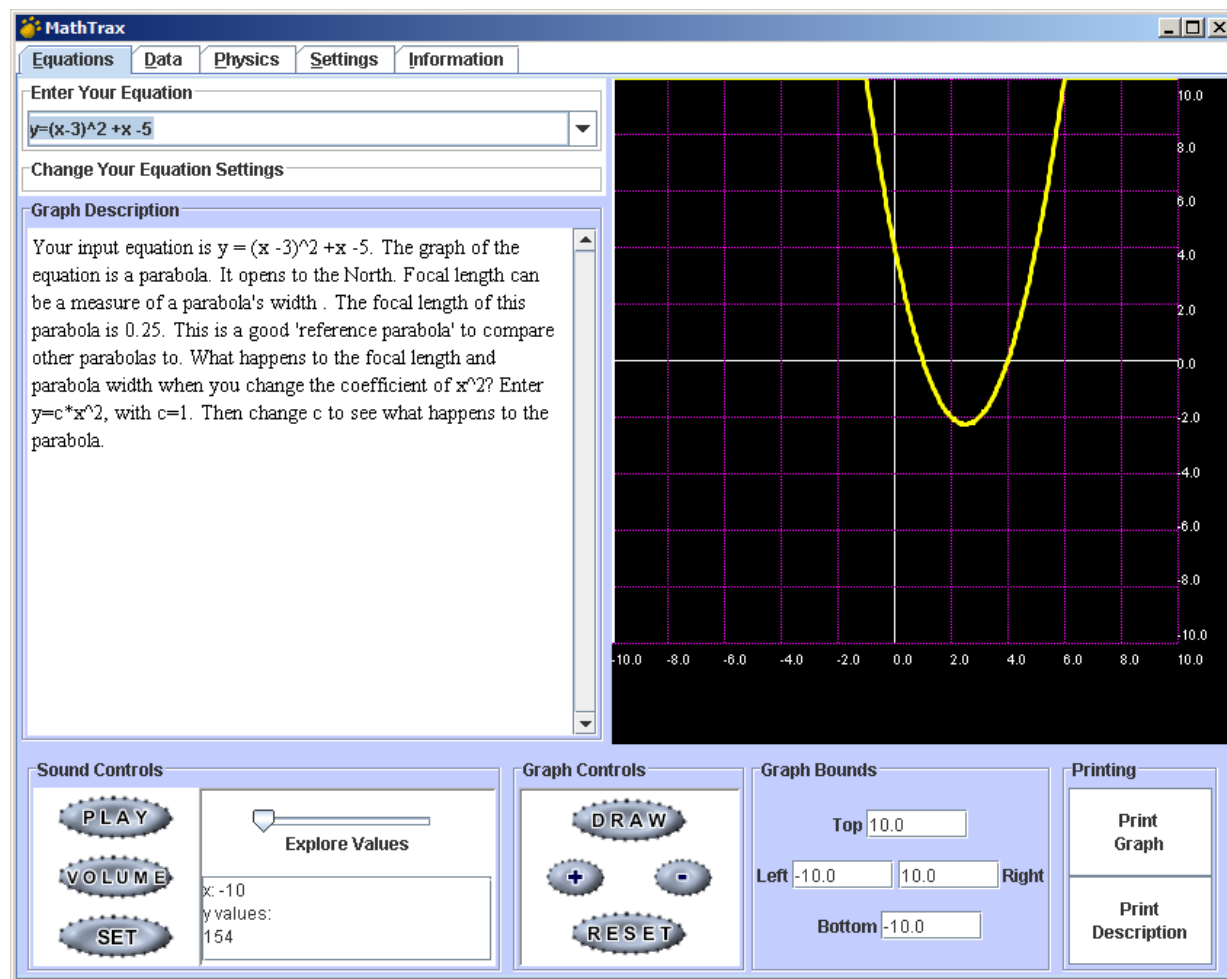 MathTrax
Equations Data Physics Settings Information
Enter Your Equation
y=(x-3)^2 +x -5
Change Your Equation Settings
Graph Description
Your input equation is y = (x -3)^2 +x -5. The graph of the
equation is a parabola. It opens to the North. Focal length can
be a measure of a parabola's width . The focal length of this
parabola is 0.25. This is a good 'reference parabola' to compare
other parabolas to. What happens to the focal length and
parabola width when you change the coefficient of x^2? Enter
y=c*x^2, with c=1. Then change c to see what happens to the
parabola.
10.0
8.0
6.0
4.0
2.0
0.0
-2.0
-4.0
-6.0
-8.0
-10.0
-10.0 -8.0 -6.0 -4.0 -2.0 0.0 2.0 4.0 6.0 8.0 10.0
Sound Controls
PLAY
VOLUME
SET
Explore Values
x: -10
y values:
154
Graph Controls
DRAW
+ -
RESET
Graph Bounds
Top 10.0
Left -10.0 10.0 Right
Bottom -10.0
Printing
Print
Graph
Print
Description